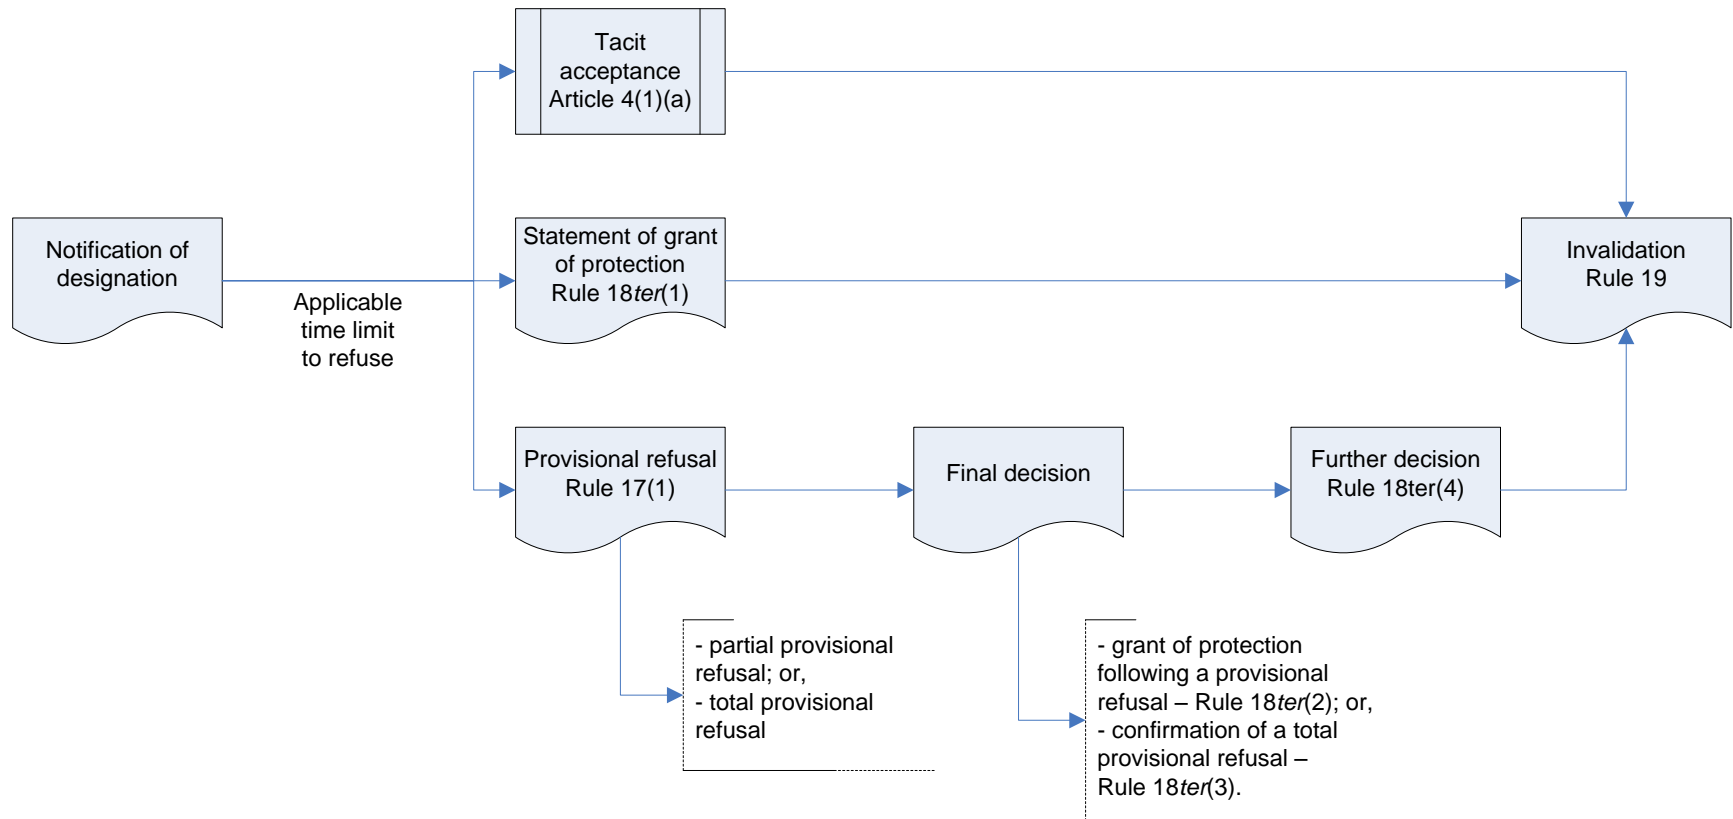 Tacit
acceptance
Article 4(1)(a)
Notification of
designation
Applicable
time limit
to refuse
Statement of grant
of protection
Rule 18ter(1)
Invalidation
Rule 19
Provisional refusal
Rule 17(1)
Final decision
Further decision
Rule 18ter(4)
- partial provisional
refusal; or,
- total provisional
refusal
- grant of protection
following a provisional
refusal – Rule 18ter(2); or,
- confirmation of a total
provisional refusal –
Rule 18ter(3).